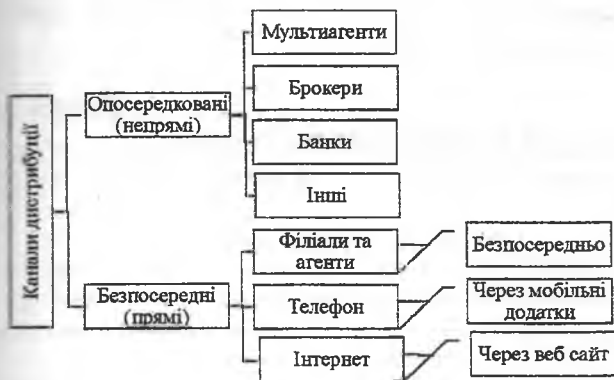 Канали дистрибуції
Опосередковані
(непрямі)
Мультиагенти
Брокери
Банки
Інші
Безпосередні
(прямі)
Філіали та
агенти
Безпосередньо
Телефон
Через мобільні
додатки
Інтернет
Через веб сайт